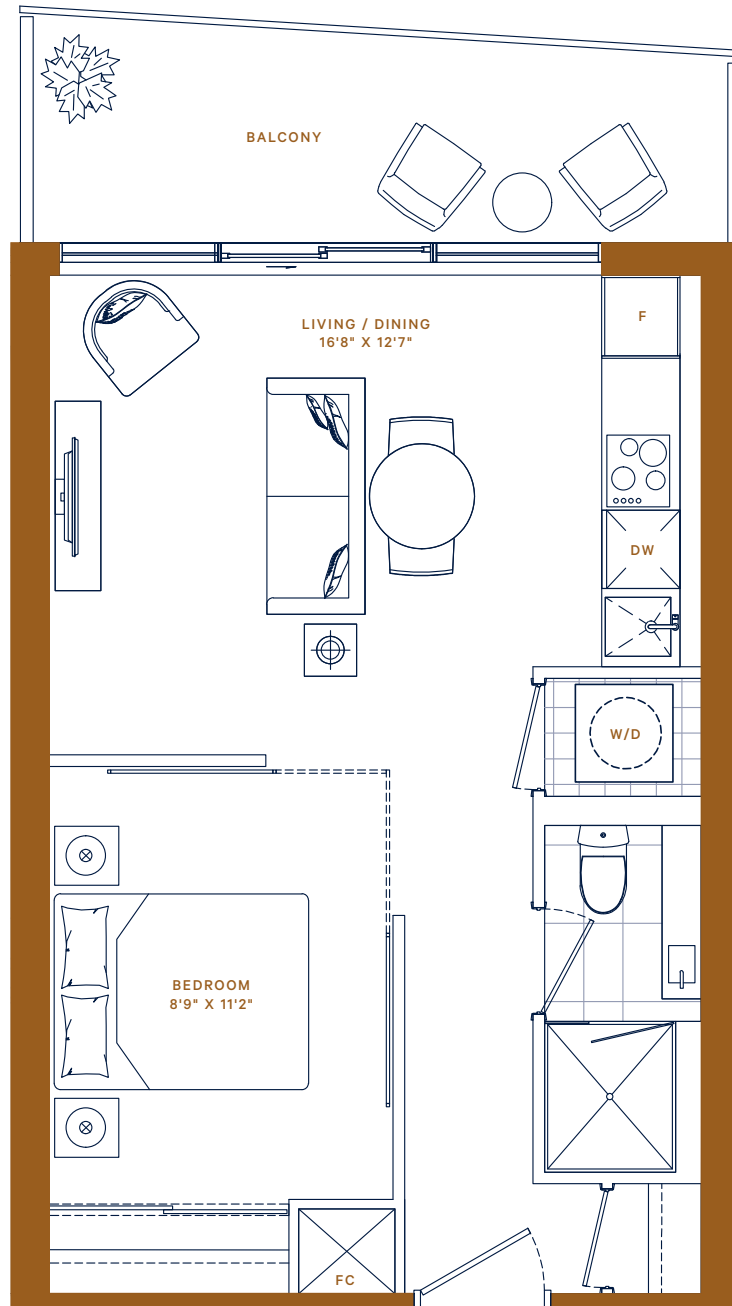 BALCONY
LIVING / DINING
16'8" X 12'7"
F
DW
W/D
BEDROOM
8'9" X 11'2"
FC